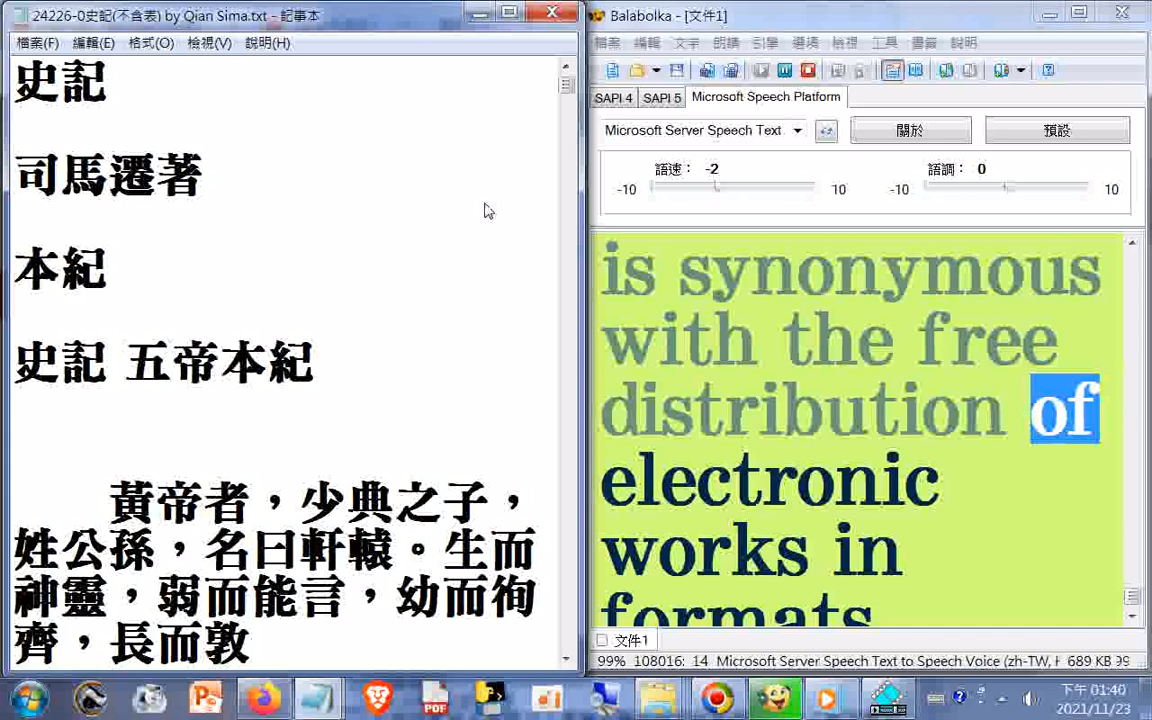 24226-0史記(不含表) by Qian Sima.txt - 記事本
檔案(F) 編輯(E) 格式(O) 檢視(V) 說明(H)
史記
司馬遷著
本紀
史記 五帝本紀
黃帝者，少典之子，
姓公孫，名曰軒轅。生而
神靈，弱而能言，幼而徇
齊，長而敦
Balabolka - [文件1]
檔案 編輯 文字 朗讀 引擎 選項 檢視 工具 書籤 說明
SAPI 4 SAPI 5 Microsoft Speech Platform
Microsoft Server Speech Text 關於 預設
語速： -2 語調： 0
-10 10 -10 10
is synonymous
with the free
distribution of
electronic
works in
formats
文件1
99% 108016: 14 Microsoft Server Speech Text to Speech Voice (zh-TW, H 689 KB 99
PDF
下午 01:40
2021/11/23